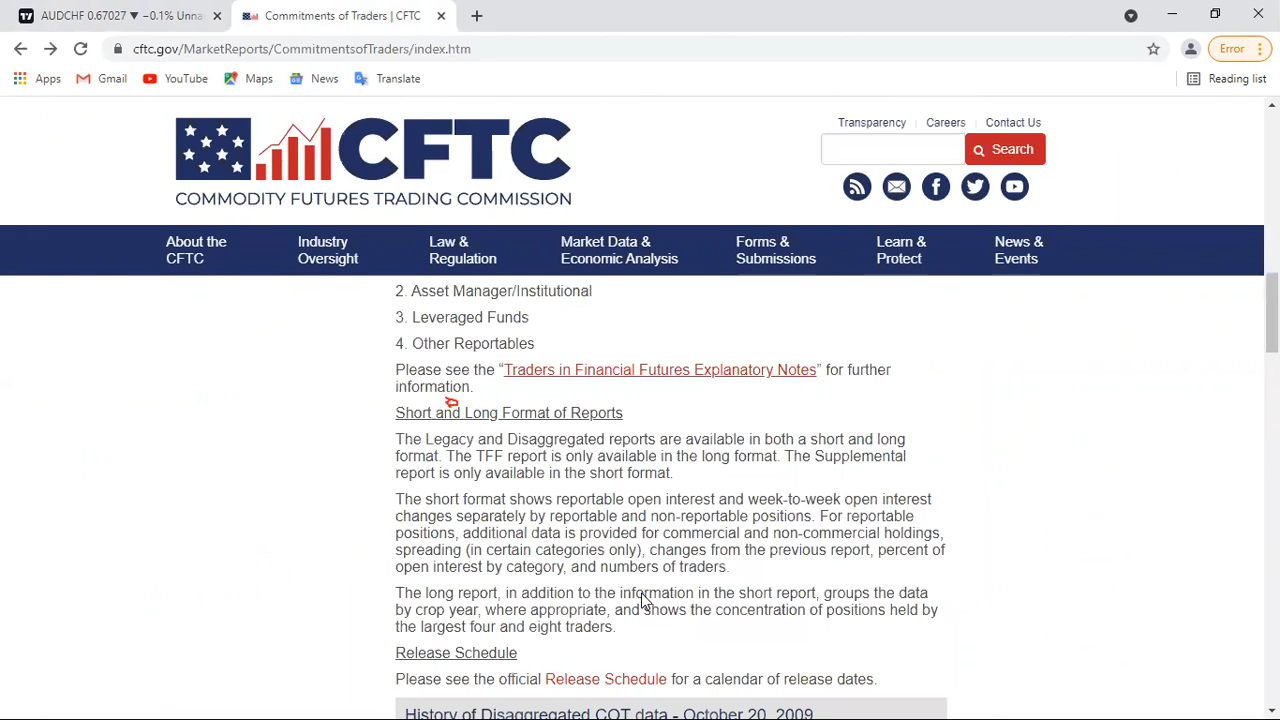 AUDCHF 0.67027 ▼ −0.1% Unna
Commitments of Traders | CFTC
cftc.gov/MarketReports/CommitmentsofTraders/index.htm
Error
Apps
Gmail
YouTube
Maps
News
Translate
Reading list
CFTC
COMMODITY FUTURES TRADING COMMISSION
Transparency
Careers
Contact Us
Search
About the
CFTC
Industry
Oversight
Law &
Regulation
Market Data &
Economic Analysis
Forms &
Submissions
Learn &
Protect
News &
Events
2. Asset Manager/Institutional
3. Leveraged Funds
4. Other Reportables
Please see the “Traders in Financial Futures Explanatory Notes” for further
information.
Short and Long Format of Reports
The Legacy and Disaggregated reports are available in both a short and long
format. The TFF report is only available in the long format. The Supplemental
report is only available in the short format.
The short format shows reportable open interest and week-to-week open interest
changes separately by reportable and non-reportable positions. For reportable
positions, additional data is provided for commercial and non-commercial holdings,
spreading (in certain categories only), changes from the previous report, percent of
open interest by category, and numbers of traders.
The long report, in addition to the information in the short report, groups the data
by crop year, where appropriate, and shows the concentration of positions held by
the largest four and eight traders.
Release Schedule
Please see the official Release Schedule for a calendar of release dates.
History of Disaggregated COT data - October 20, 2009